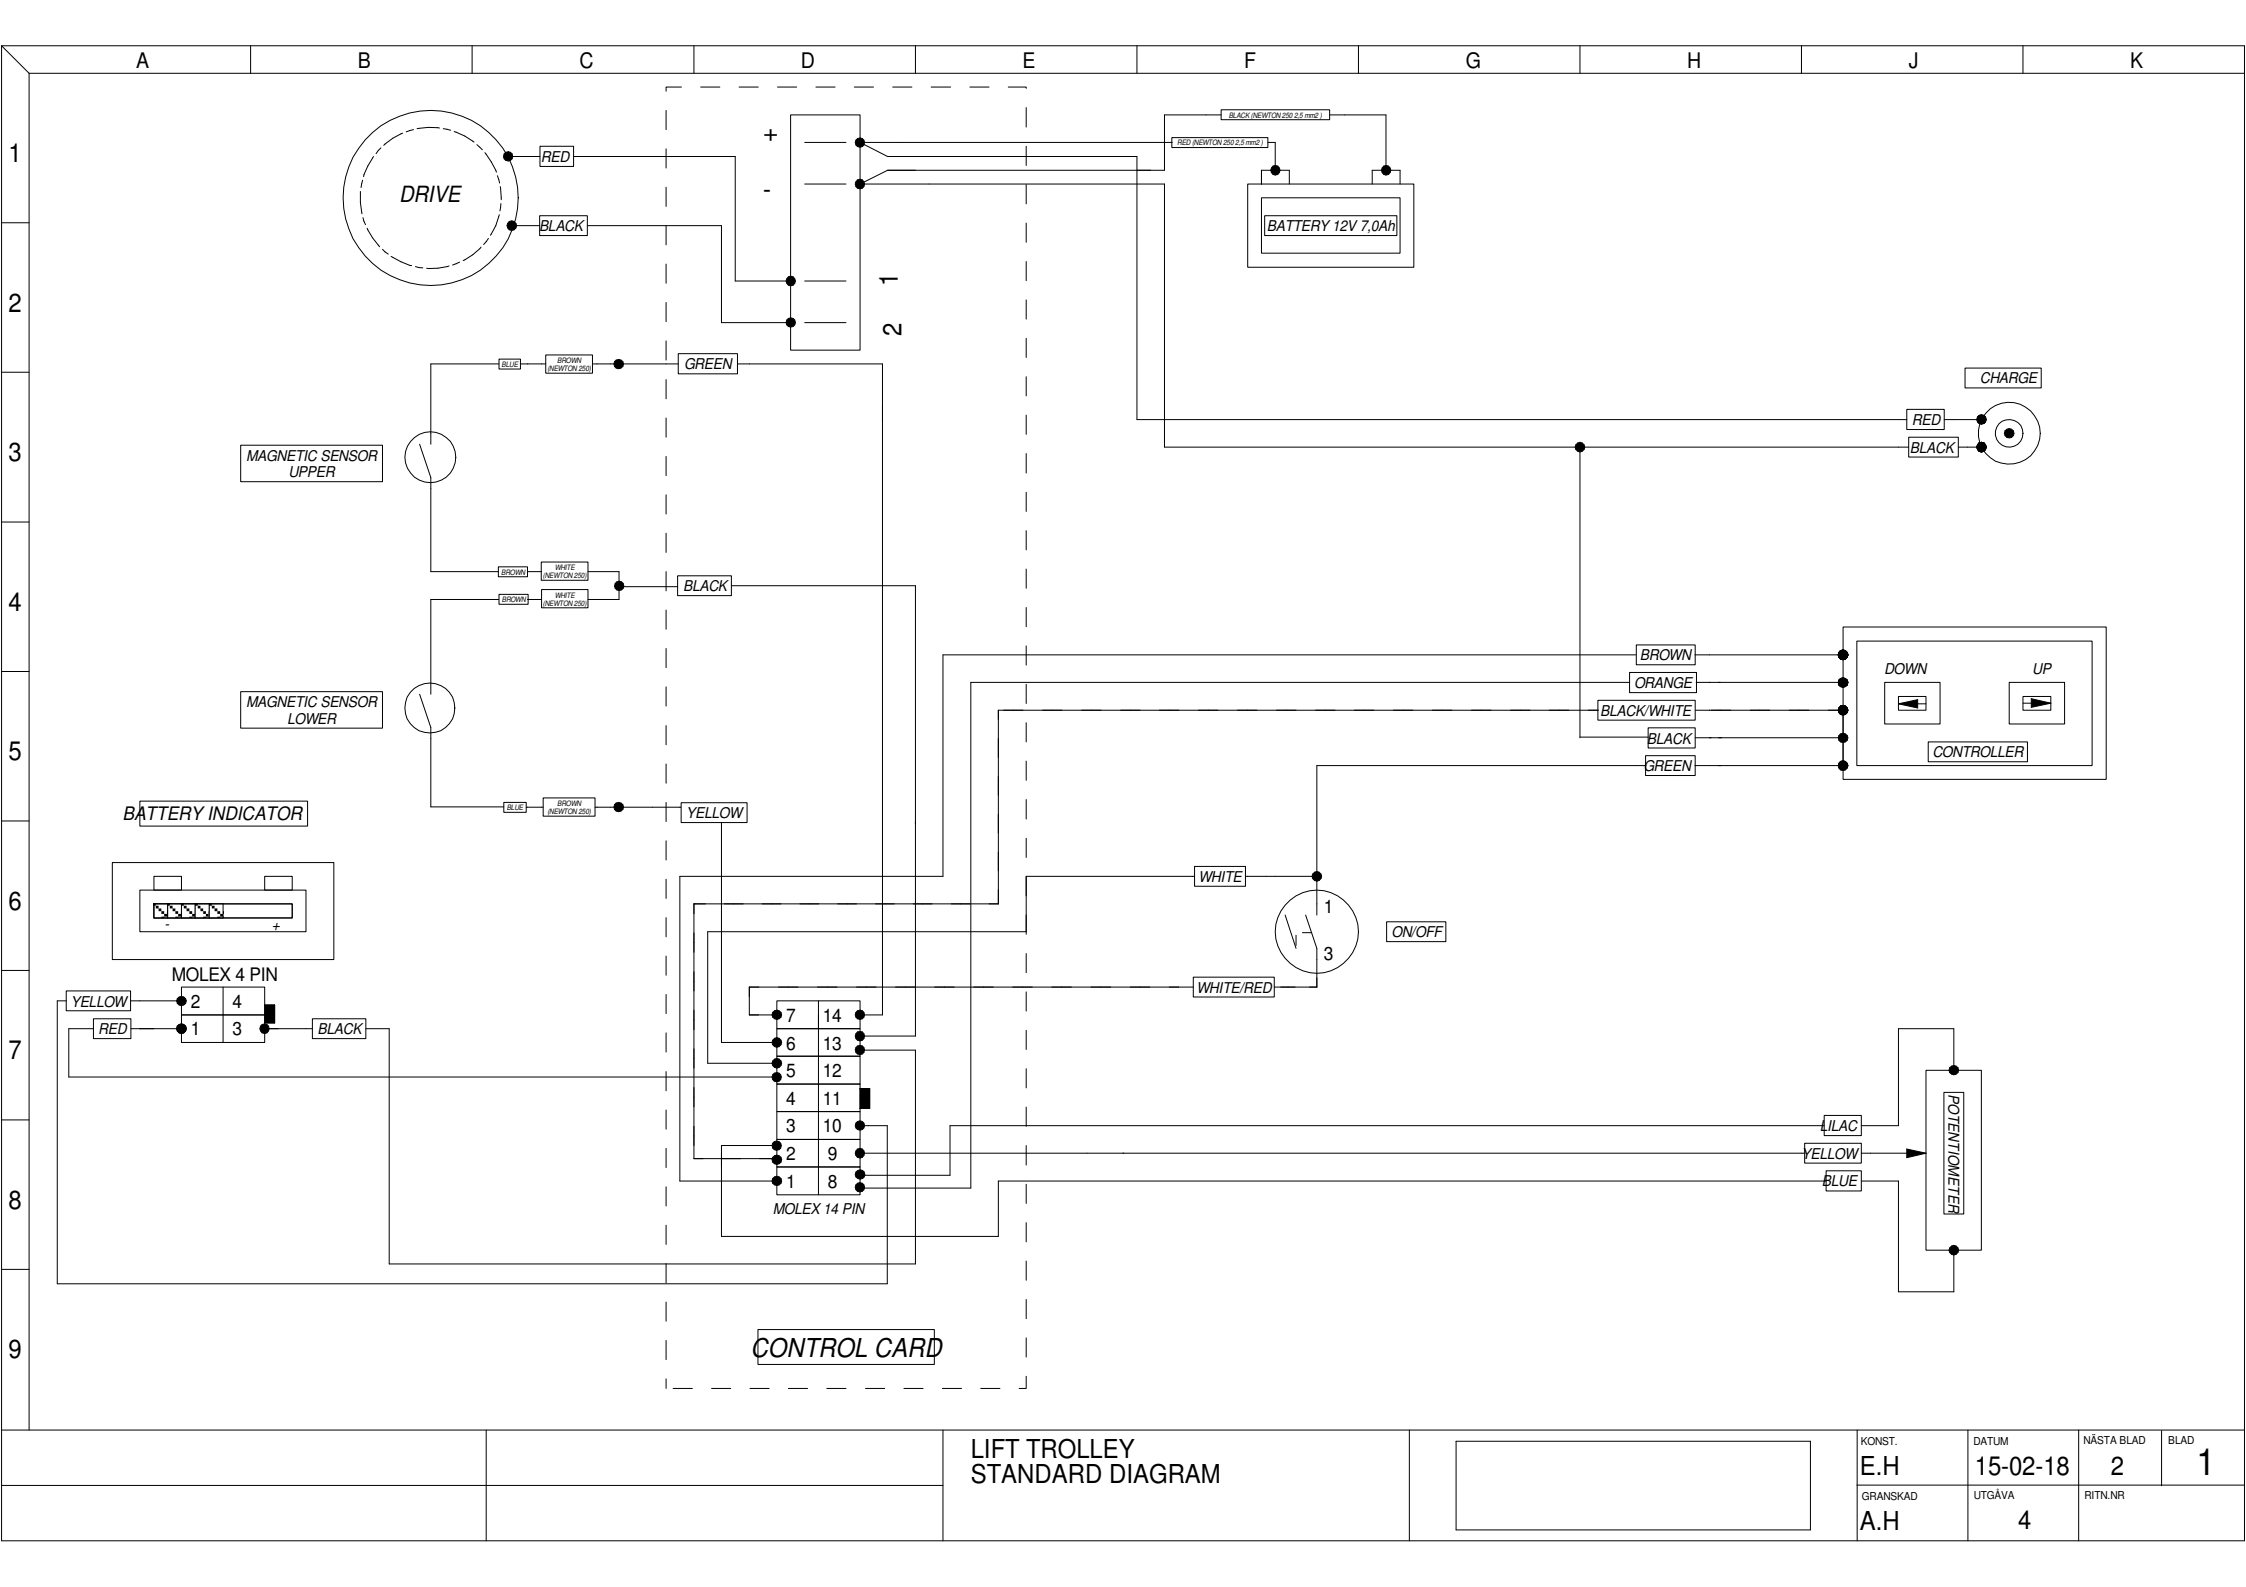 A B C D E F G H J K
1
2
3
4
5
6
7
8
9
DRIVE
RED
BLACK
+
-
1
2
BLACK (NEWTON 250 2,5 mm2 )
RED (NEWTON 250 2,5 mm2 )
BATTERY 12V 7,0Ah
BLUE
BROWN
(NEWTON 250)
GREEN
CHARGE
RED
BLACK
MAGNETIC SENSOR
UPPER
BROWN
WHITE
(NEWTON 250)
BROWN
WHITE
(NEWTON 250)
BLACK
MAGNETIC SENSOR
LOWER
BLUE
BROWN
(NEWTON 250)
YELLOW
BROWN
ORANGE
BLACK/WHITE
BLACK
GREEN
DOWN UP
CONTROLLER
BATTERY INDICATOR
- +
MOLEX 4 PIN
YELLOW
RED
2 4
1 3
BLACK
WHITE
1
3
ON/OFF
WHITE/RED
7 14
6 13
5 12
4 11
3 10
2 9
1 8
MOLEX 14 PIN
LILAC
YELLOW
BLUE
POTENTIOMETER
CONTROL CARD
LIFT TROLLEY
STANDARD DIAGRAM
KONST.
E.H
DATUM
15-02-18
NÄSTA BLAD
2
BLAD
1
GRANSKAD
A.H
UTGÅVA
4
RITN.NR